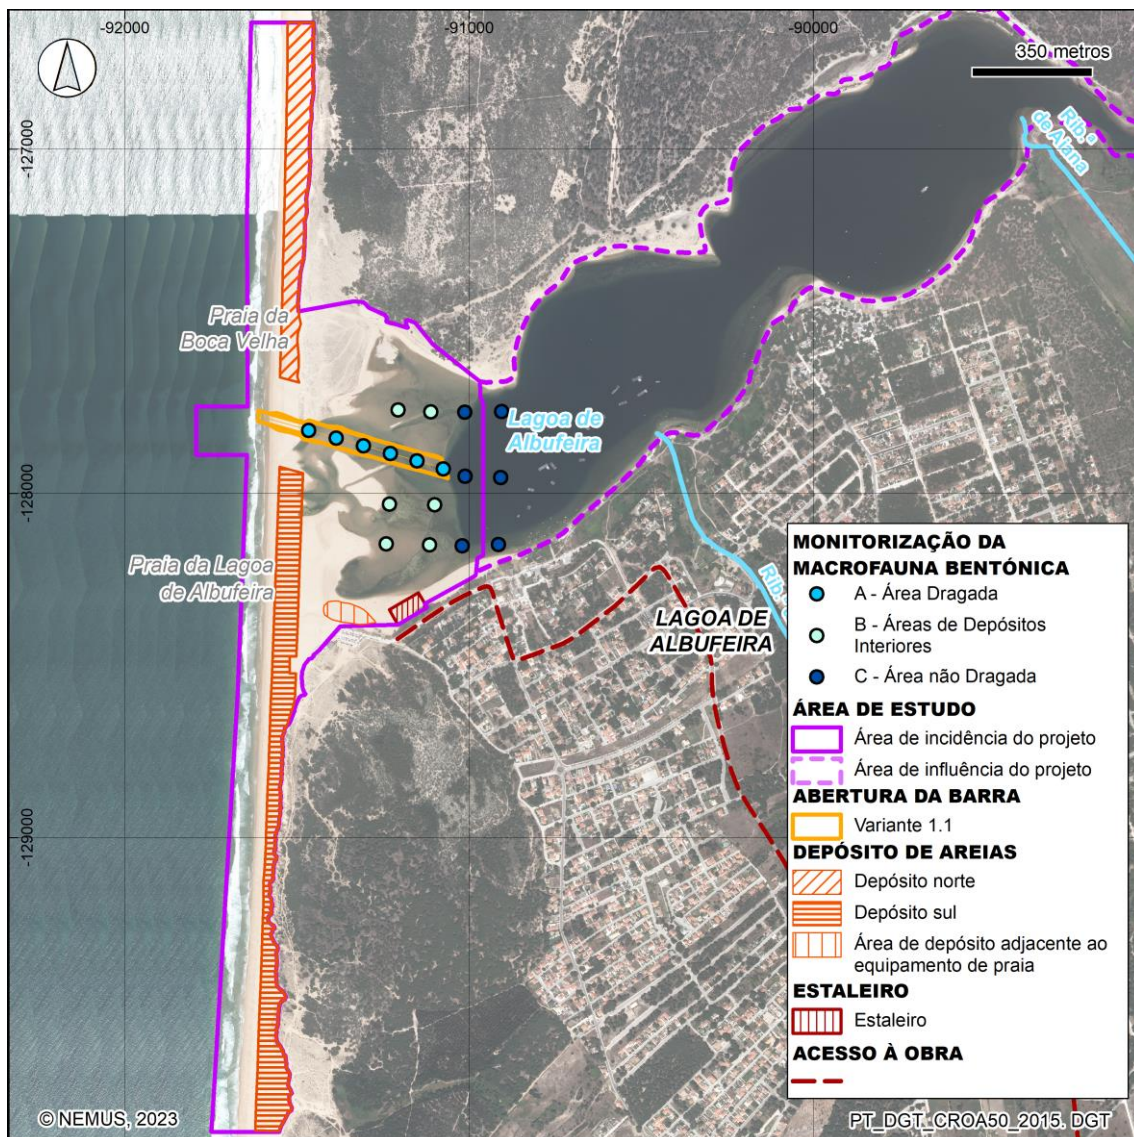 -92000
-91000
-90000
350 metros
-127000
-128000
-129000
Rib.ª
de Aiana
Praia da
Boca Velha
Lagoa de
Albufeira
Praia da Lagoa
de Albufeira
Rib.
LAGOA DE
ALBUFEIRA
MONITORIZAÇÃO DA
MACROFAUNA BENTÓNICA
A - Área Dragada
B - Áreas de Depósitos
Interiores
C - Área não Dragada
ÁREA DE ESTUDO
Área de incidência do projeto
Área de influência do projeto
ABERTURA DA BARRA
Variante 1.1
DEPÓSITO DE AREIAS
Depósito norte
Depósito sul
Área de depósito adjacente ao
equipamento de praia
ESTALEIRO
Estaleiro
ACESSO À OBRA
© NEMUS, 2023
PT_DGT_CROA50_2015. DGT